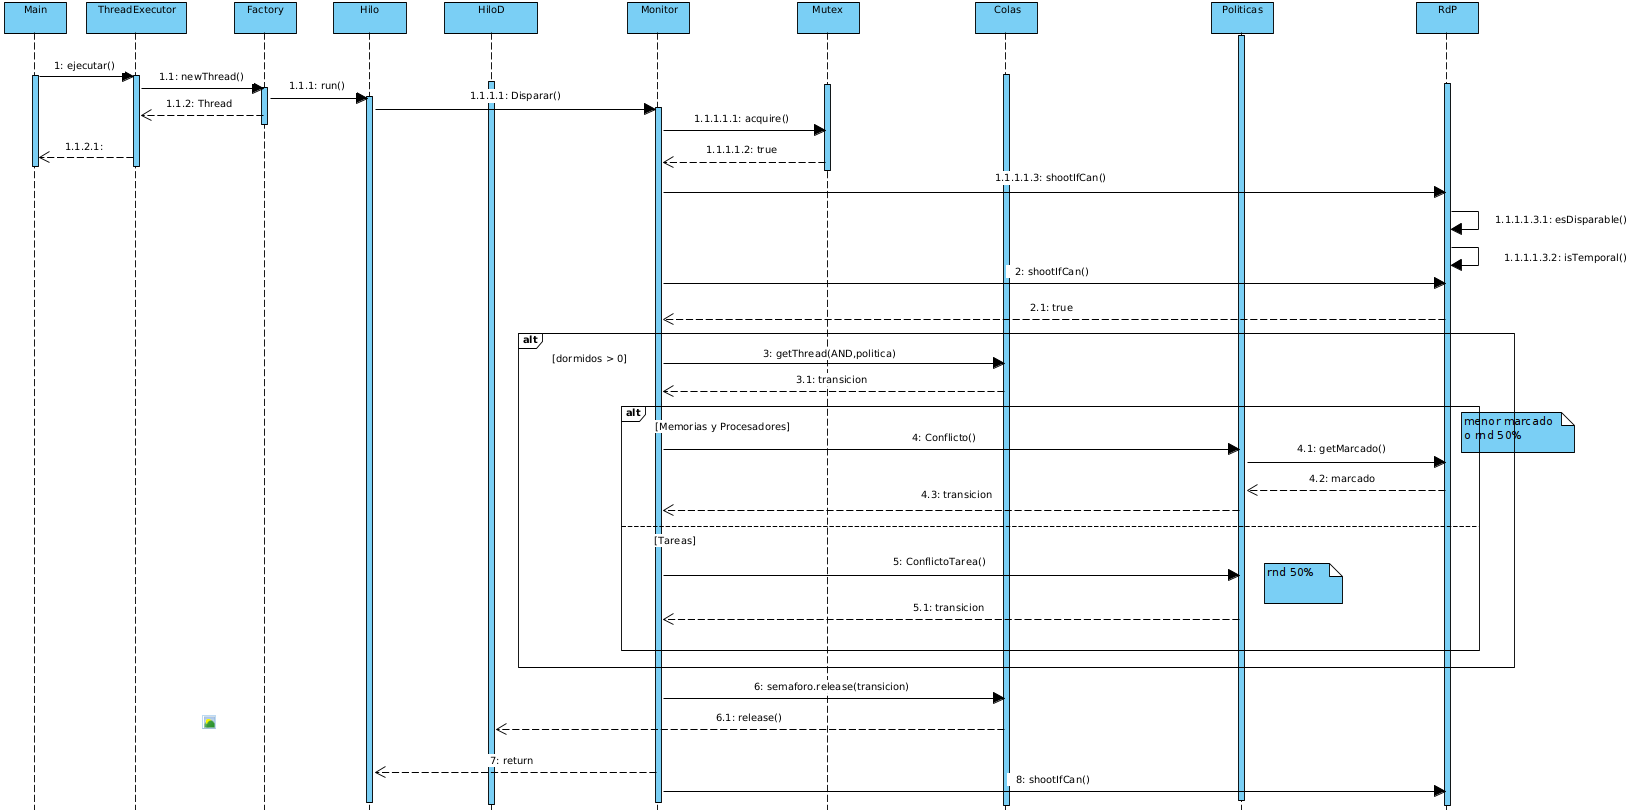 Main
ThreadExecutor
Factory
Hilo
HiloD
Monitor
Mutex
Colas
Politicas
RdP
1: ejecutar()
1.1: newThread()
1.1.1: run()
1.1.1.1: Disparar()
1.1.2: Thread
1.1.1.1.1: acquire()
1.1.2.1:
1.1.1.1.2: true
1.1.1.1.3: shootIfCan()
1.1.1.1.3.1: esDisparable()
1.1.1.1.3.2: isTemporal()
2: shootIfCan()
2.1: true
alt
[dormidos > 0]
3: getThread(AND,politica)
3.1: transicion
alt
[Memorias y Procesadores]
menor marcado
o rnd 50%
4: Conflicto()
4.1: getMarcado()
4.2: marcado
4.3: transicion
[Tareas]
5: ConflictoTarea()
rnd 50%
5.1: transicion
6: semaforo.release(transicion)
6.1: release()
7: return
8: shootIfCan()